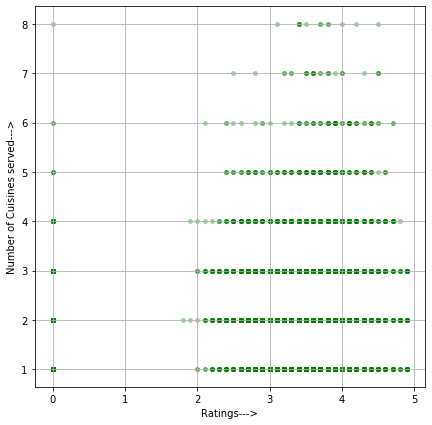 8
7
6
5
4
3
2
1
Number of Cuisines served--->
0 1 2 3 4 5
Ratings--->